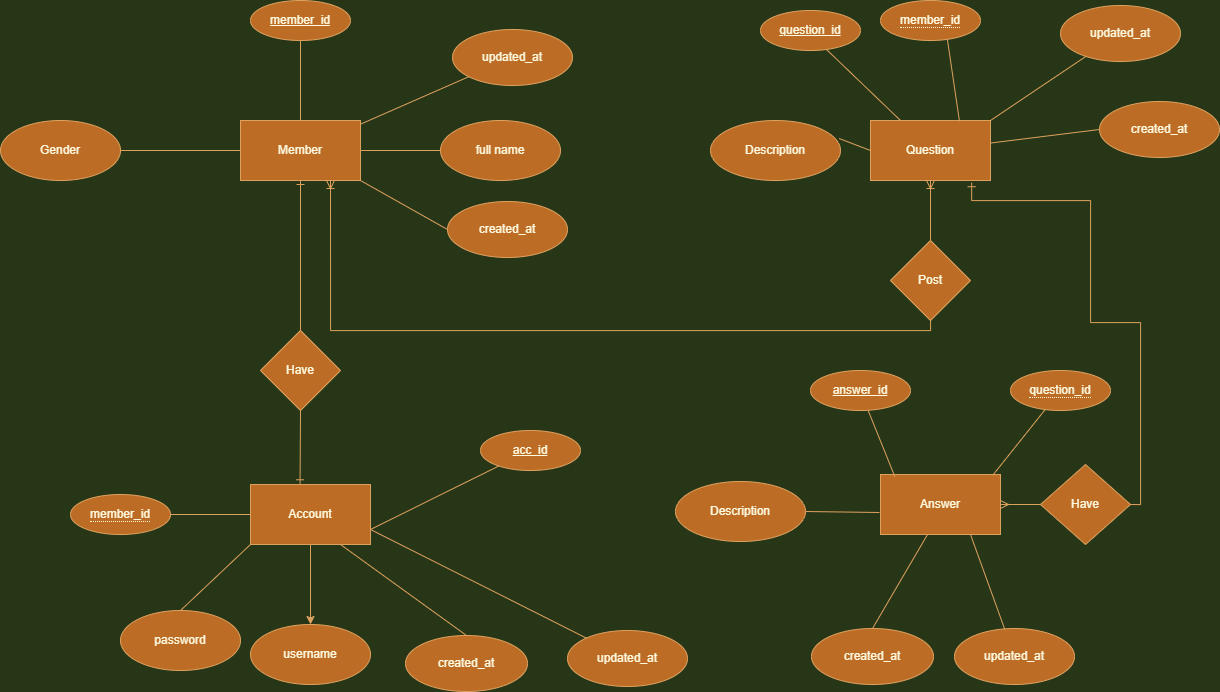 member_id
question_id
member_id
updated_at
updated_at
Gender
Member
full name
Description
Question
created_at
created_at
Post
Have
answer_id
question_id
acc_id
member_id
Account
Description
Answer
Have
password
username
created_at
updated_at
created_at
updated_at